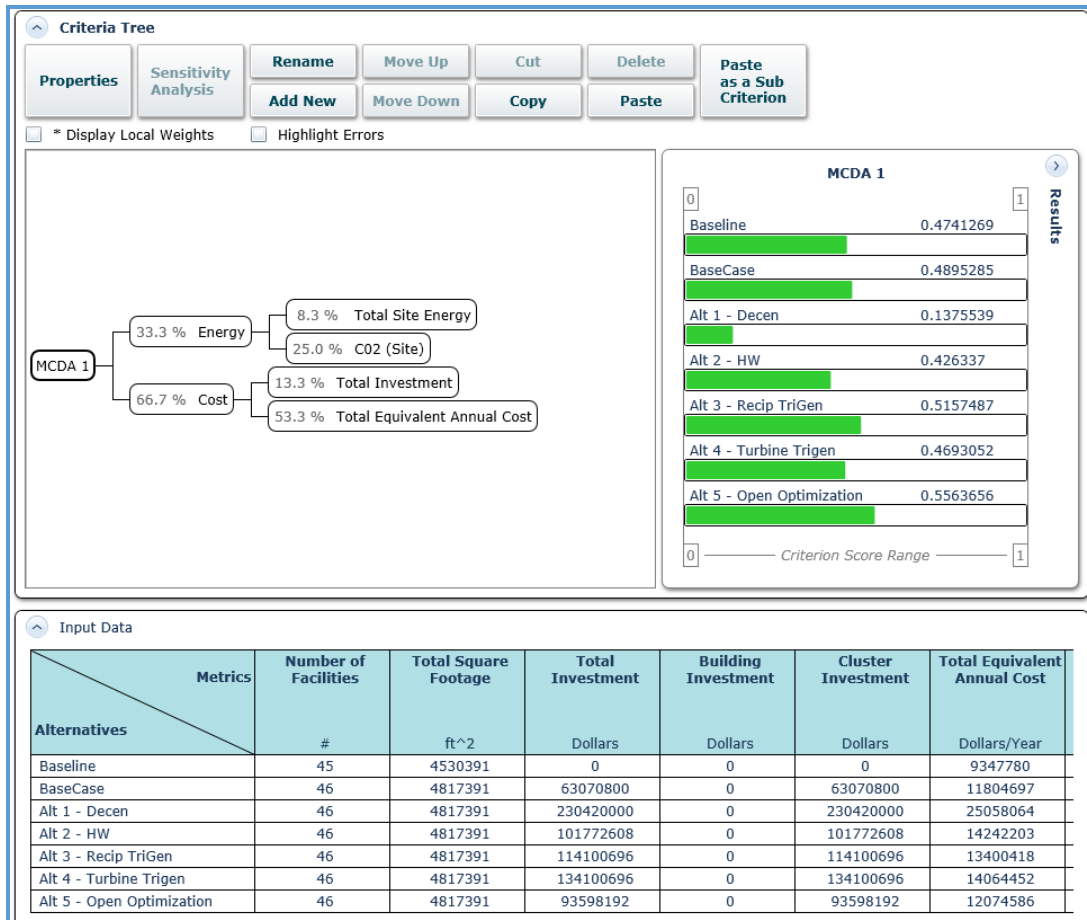 Criteria Tree
Properties
Sensitivity
Analysis
Rename
Move Up
Cut
Delete
Paste
as a Sub
Criterion
Add New
Move Down
Copy
Paste
* Display Local Weights
Highlight Errors
MCDA 1
33.3 % Energy
8.3 % Total Site Energy
25.0 % C02 (Site)
66.7 % Cost
13.3 % Total Investment
53.3 % Total Equivalent Annual Cost
MCDA 1
Results
0 1
Baseline 0.4741269
BaseCase 0.4895285
Alt 1 - Decen 0.1375539
Alt 2 - HW 0.426337
Alt 3 - Recip TriGen 0.5157487
Alt 4 - Turbine Trigen 0.4693052
Alt 5 - Open Optimization 0.5563656
0 Criterion Score Range 1
Input Data
Metrics
Alternatives
Number of
Facilities
#
Total Square
Footage
ft^2
Total
Investment
Dollars
Building
Investment
Dollars
Cluster
Investment
Dollars
Total Equivalent
Annual Cost
Dollars/Year
Baseline 45 4530391 0 0 0 9347780
BaseCase 46 4817391 63070800 0 63070800 11804697
Alt 1 - Decen 46 4817391 230420000 0 230420000 25058064
Alt 2 - HW 46 4817391 101772608 0 101772608 14242203
Alt 3 - Recip TriGen 46 4817391 114100696 0 114100696 13400418
Alt 4 - Turbine Trigen 46 4817391 134100696 0 134100696 14064452
Alt 5 - Open Optimization 46 4817391 93598192 0 93598192 12074586